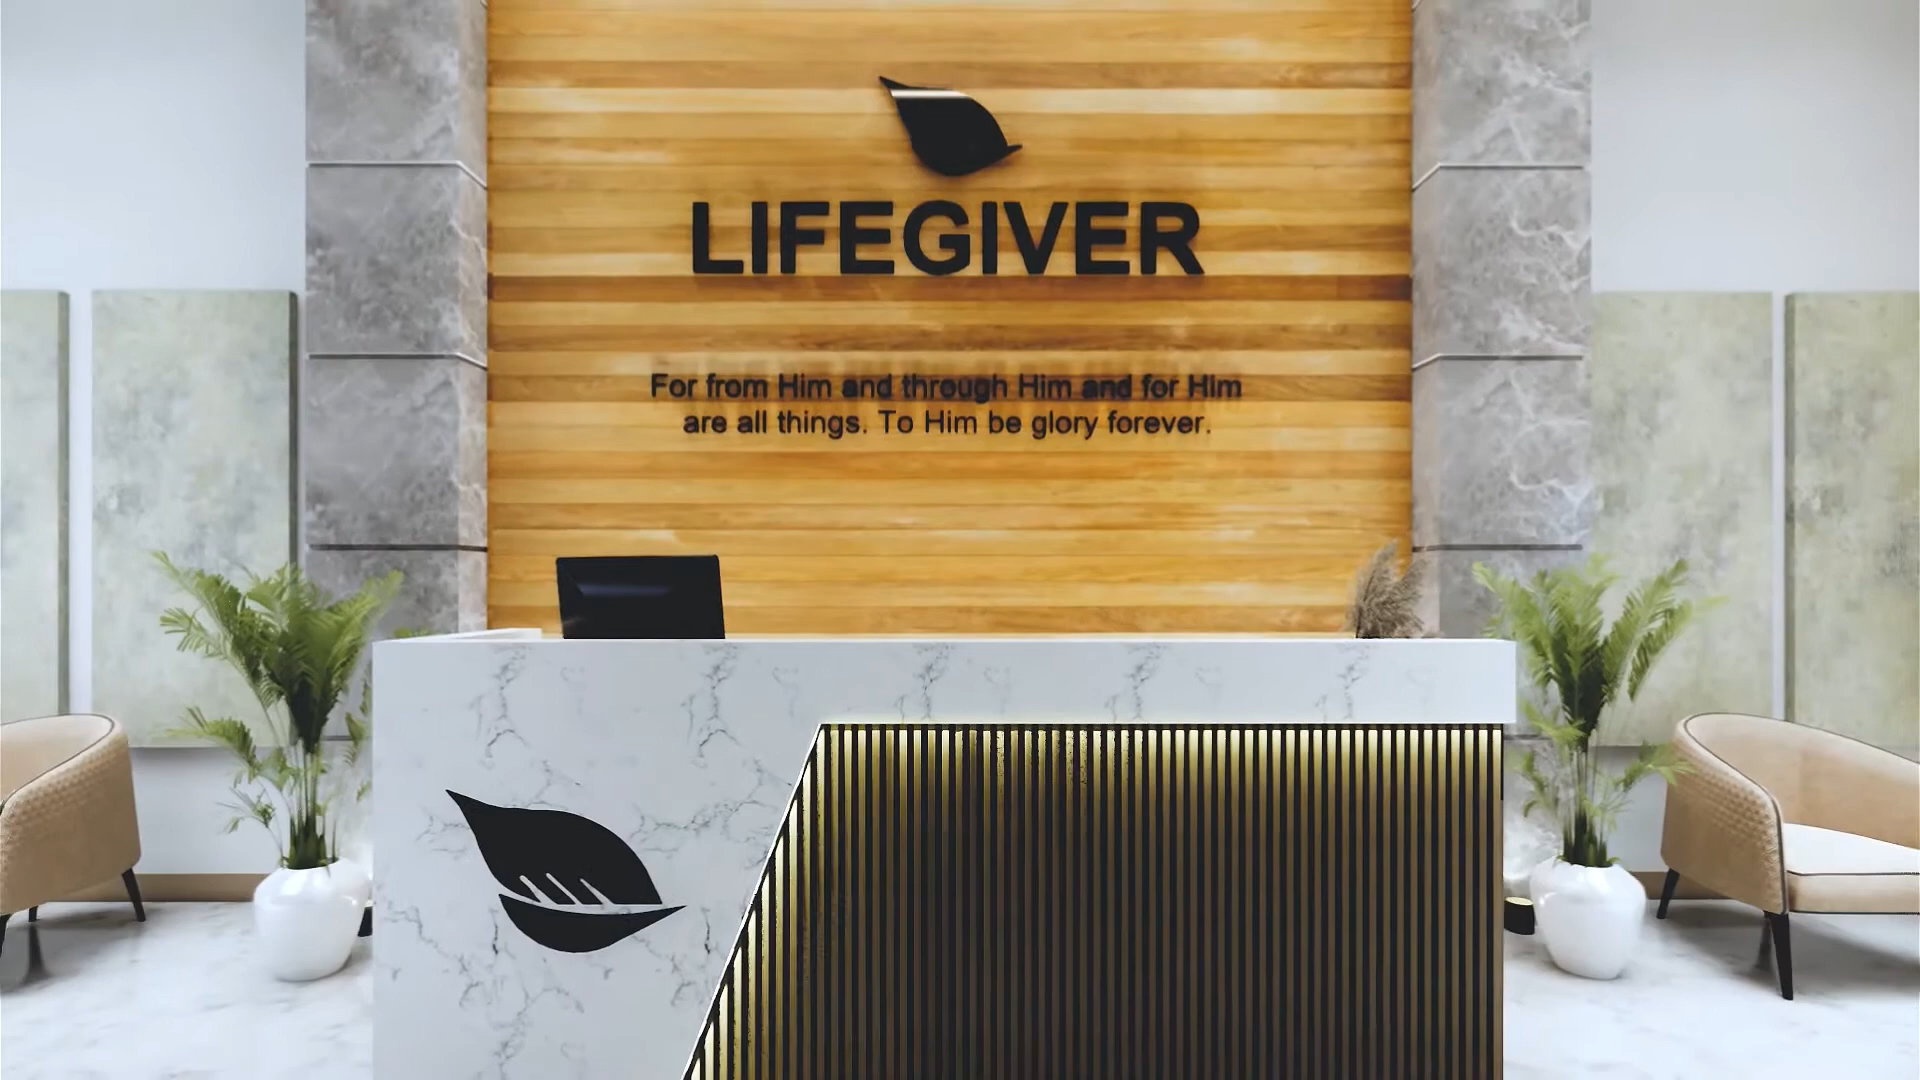 LIFEGIVER
For from Him and through Him and for Him
are all things. To Him be glory forever.